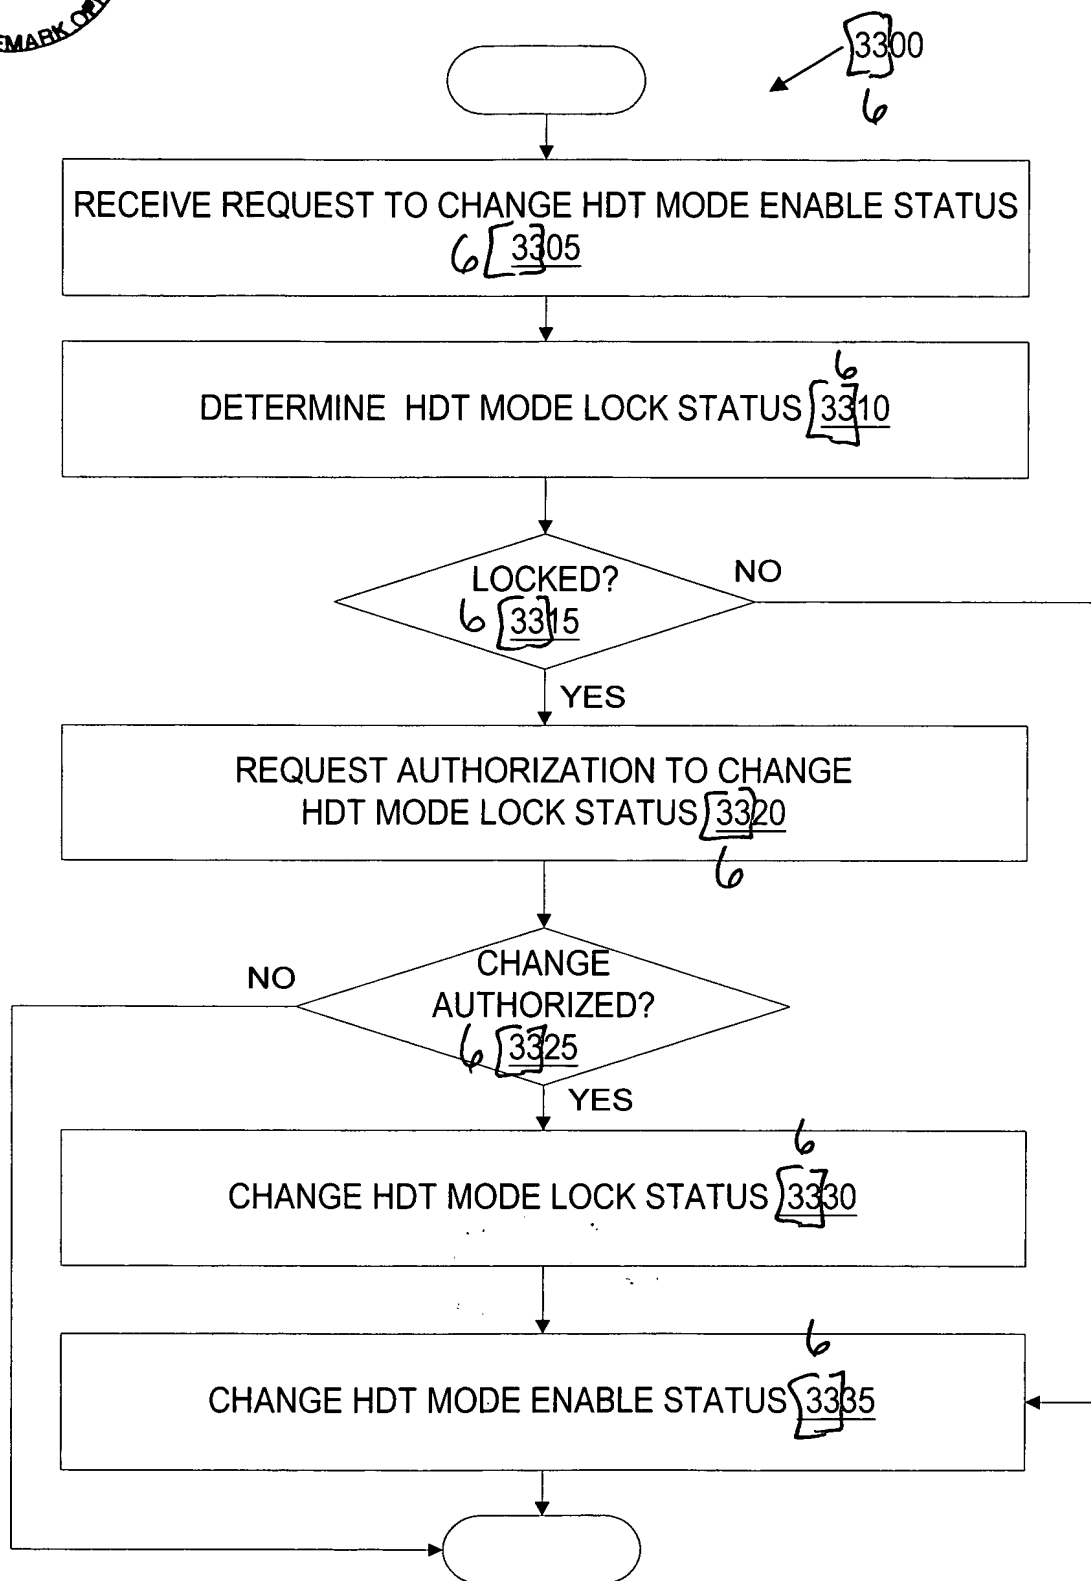 EMARK OF
3300
6
RECEIVE REQUEST TO CHANGE HDT MODE ENABLE STATUS
6 3305
6
DETERMINE HDT MODE LOCK STATUS 3310
LOCKED?
NO
6 3315
YES
REQUEST AUTHORIZATION TO CHANGE
HDT MODE LOCK STATUS 3320
6
NO
CHANGE
AUTHORIZED?
6 3325
YES
6
CHANGE HDT MODE LOCK STATUS 3330
6
CHANGE HDT MODE ENABLE STATUS 3335